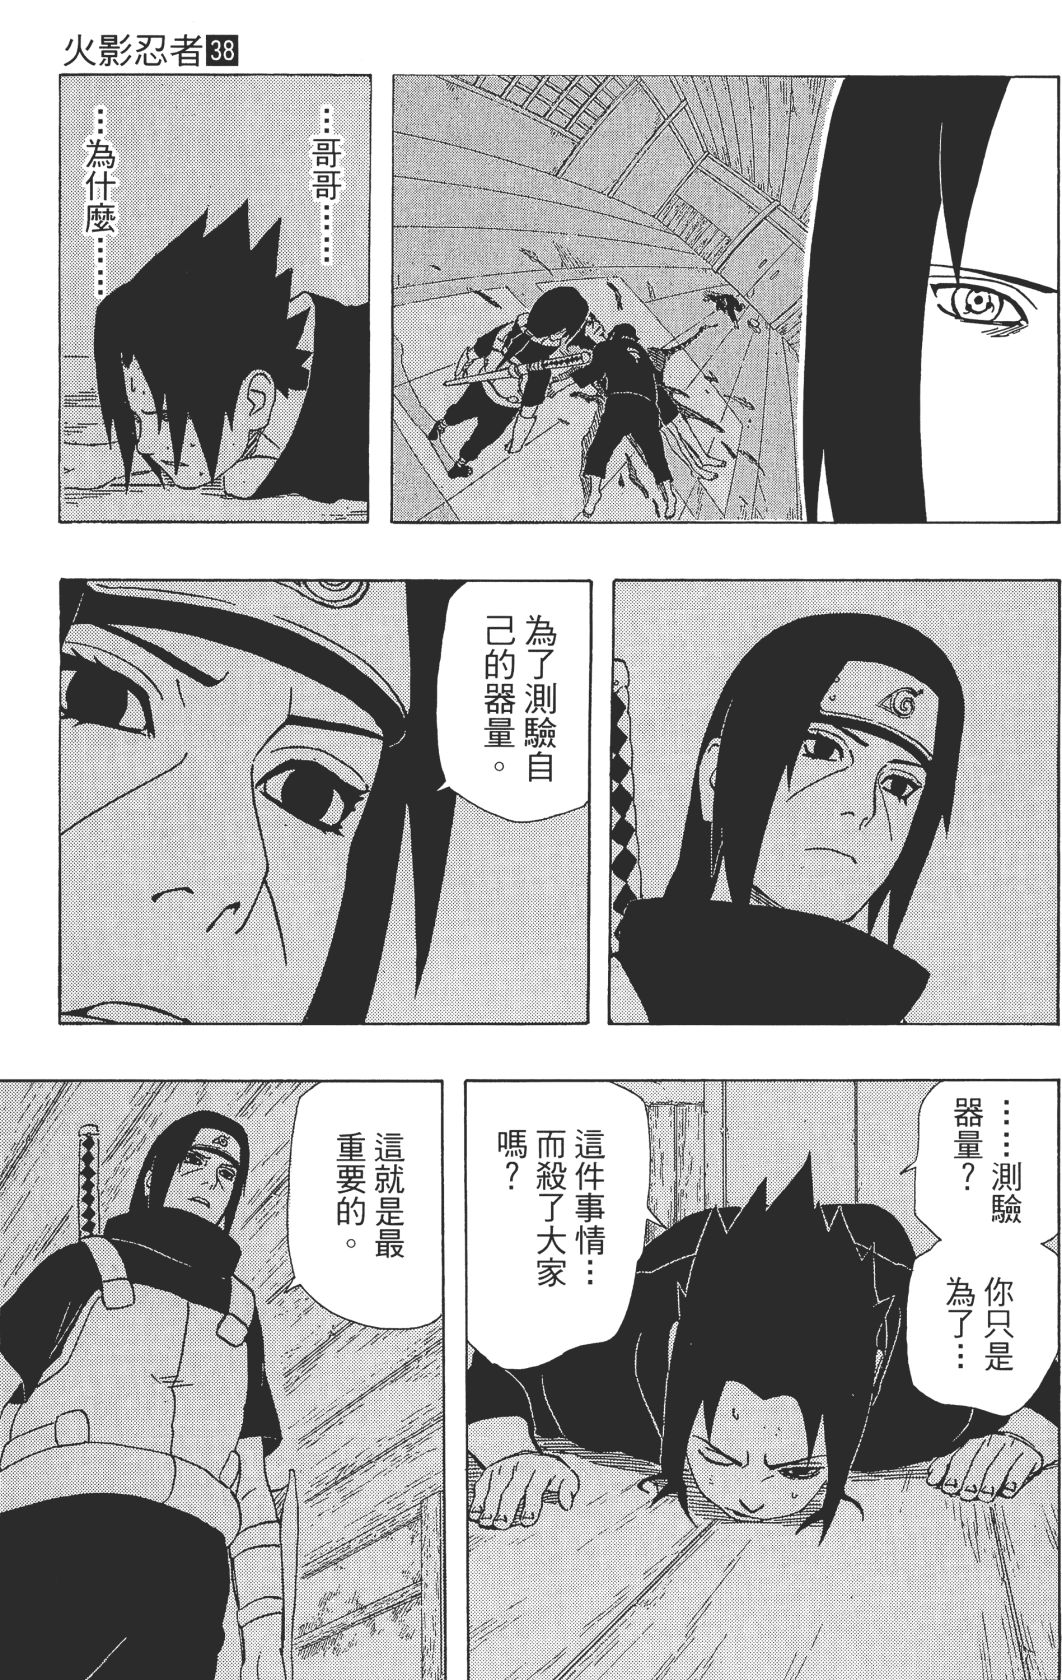 火影忍者38
…哥哥………
…為什麼………
為了測驗自
己的器量。
……測驗
器量？
你只是
為了…
這件事情…
而殺了大家
嗎？
這就是最
重要的。